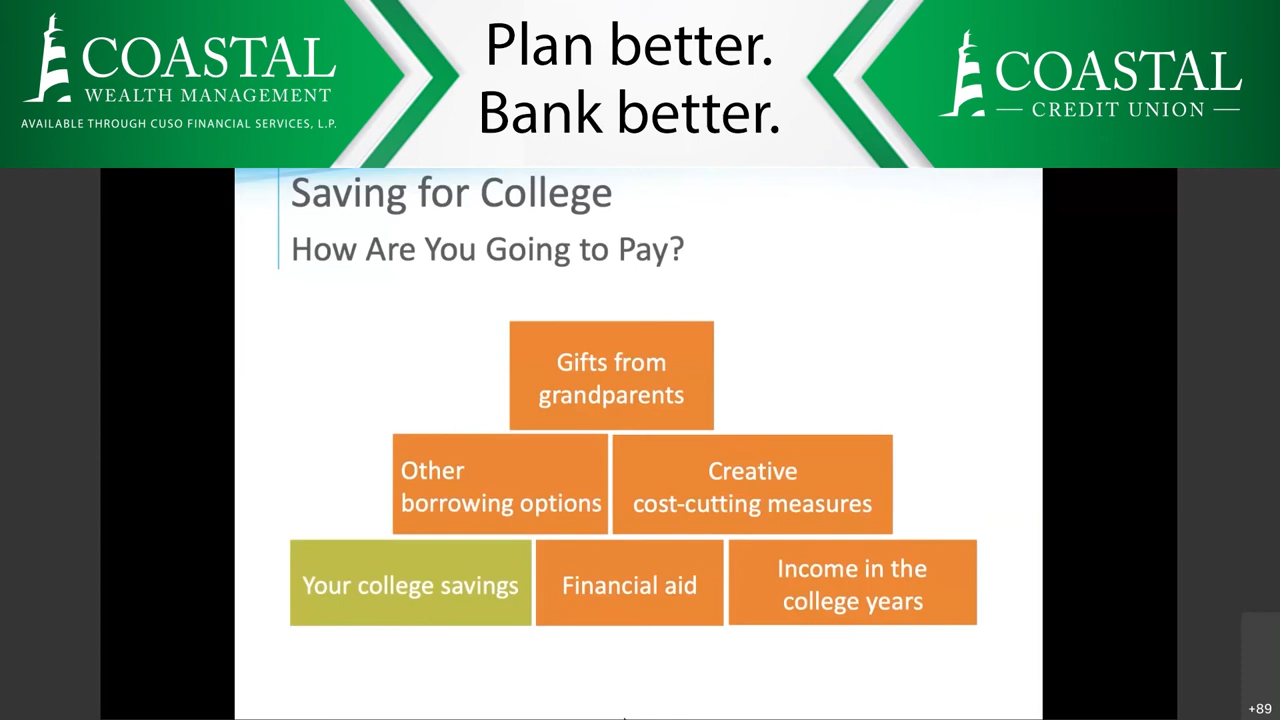 COASTAL
WEALTH MANAGEMENT
AVAILABLE THROUGH CUSO FINANCIAL SERVICES, L.P.
Plan better.
Bank better.
COASTAL
CREDIT UNION
Saving for College
How Are You Going to Pay?
Gifts from
grandparents
Other
borrowing options
Creative
cost-cutting measures
Your college savings
Financial aid
Income in the
college years
+89